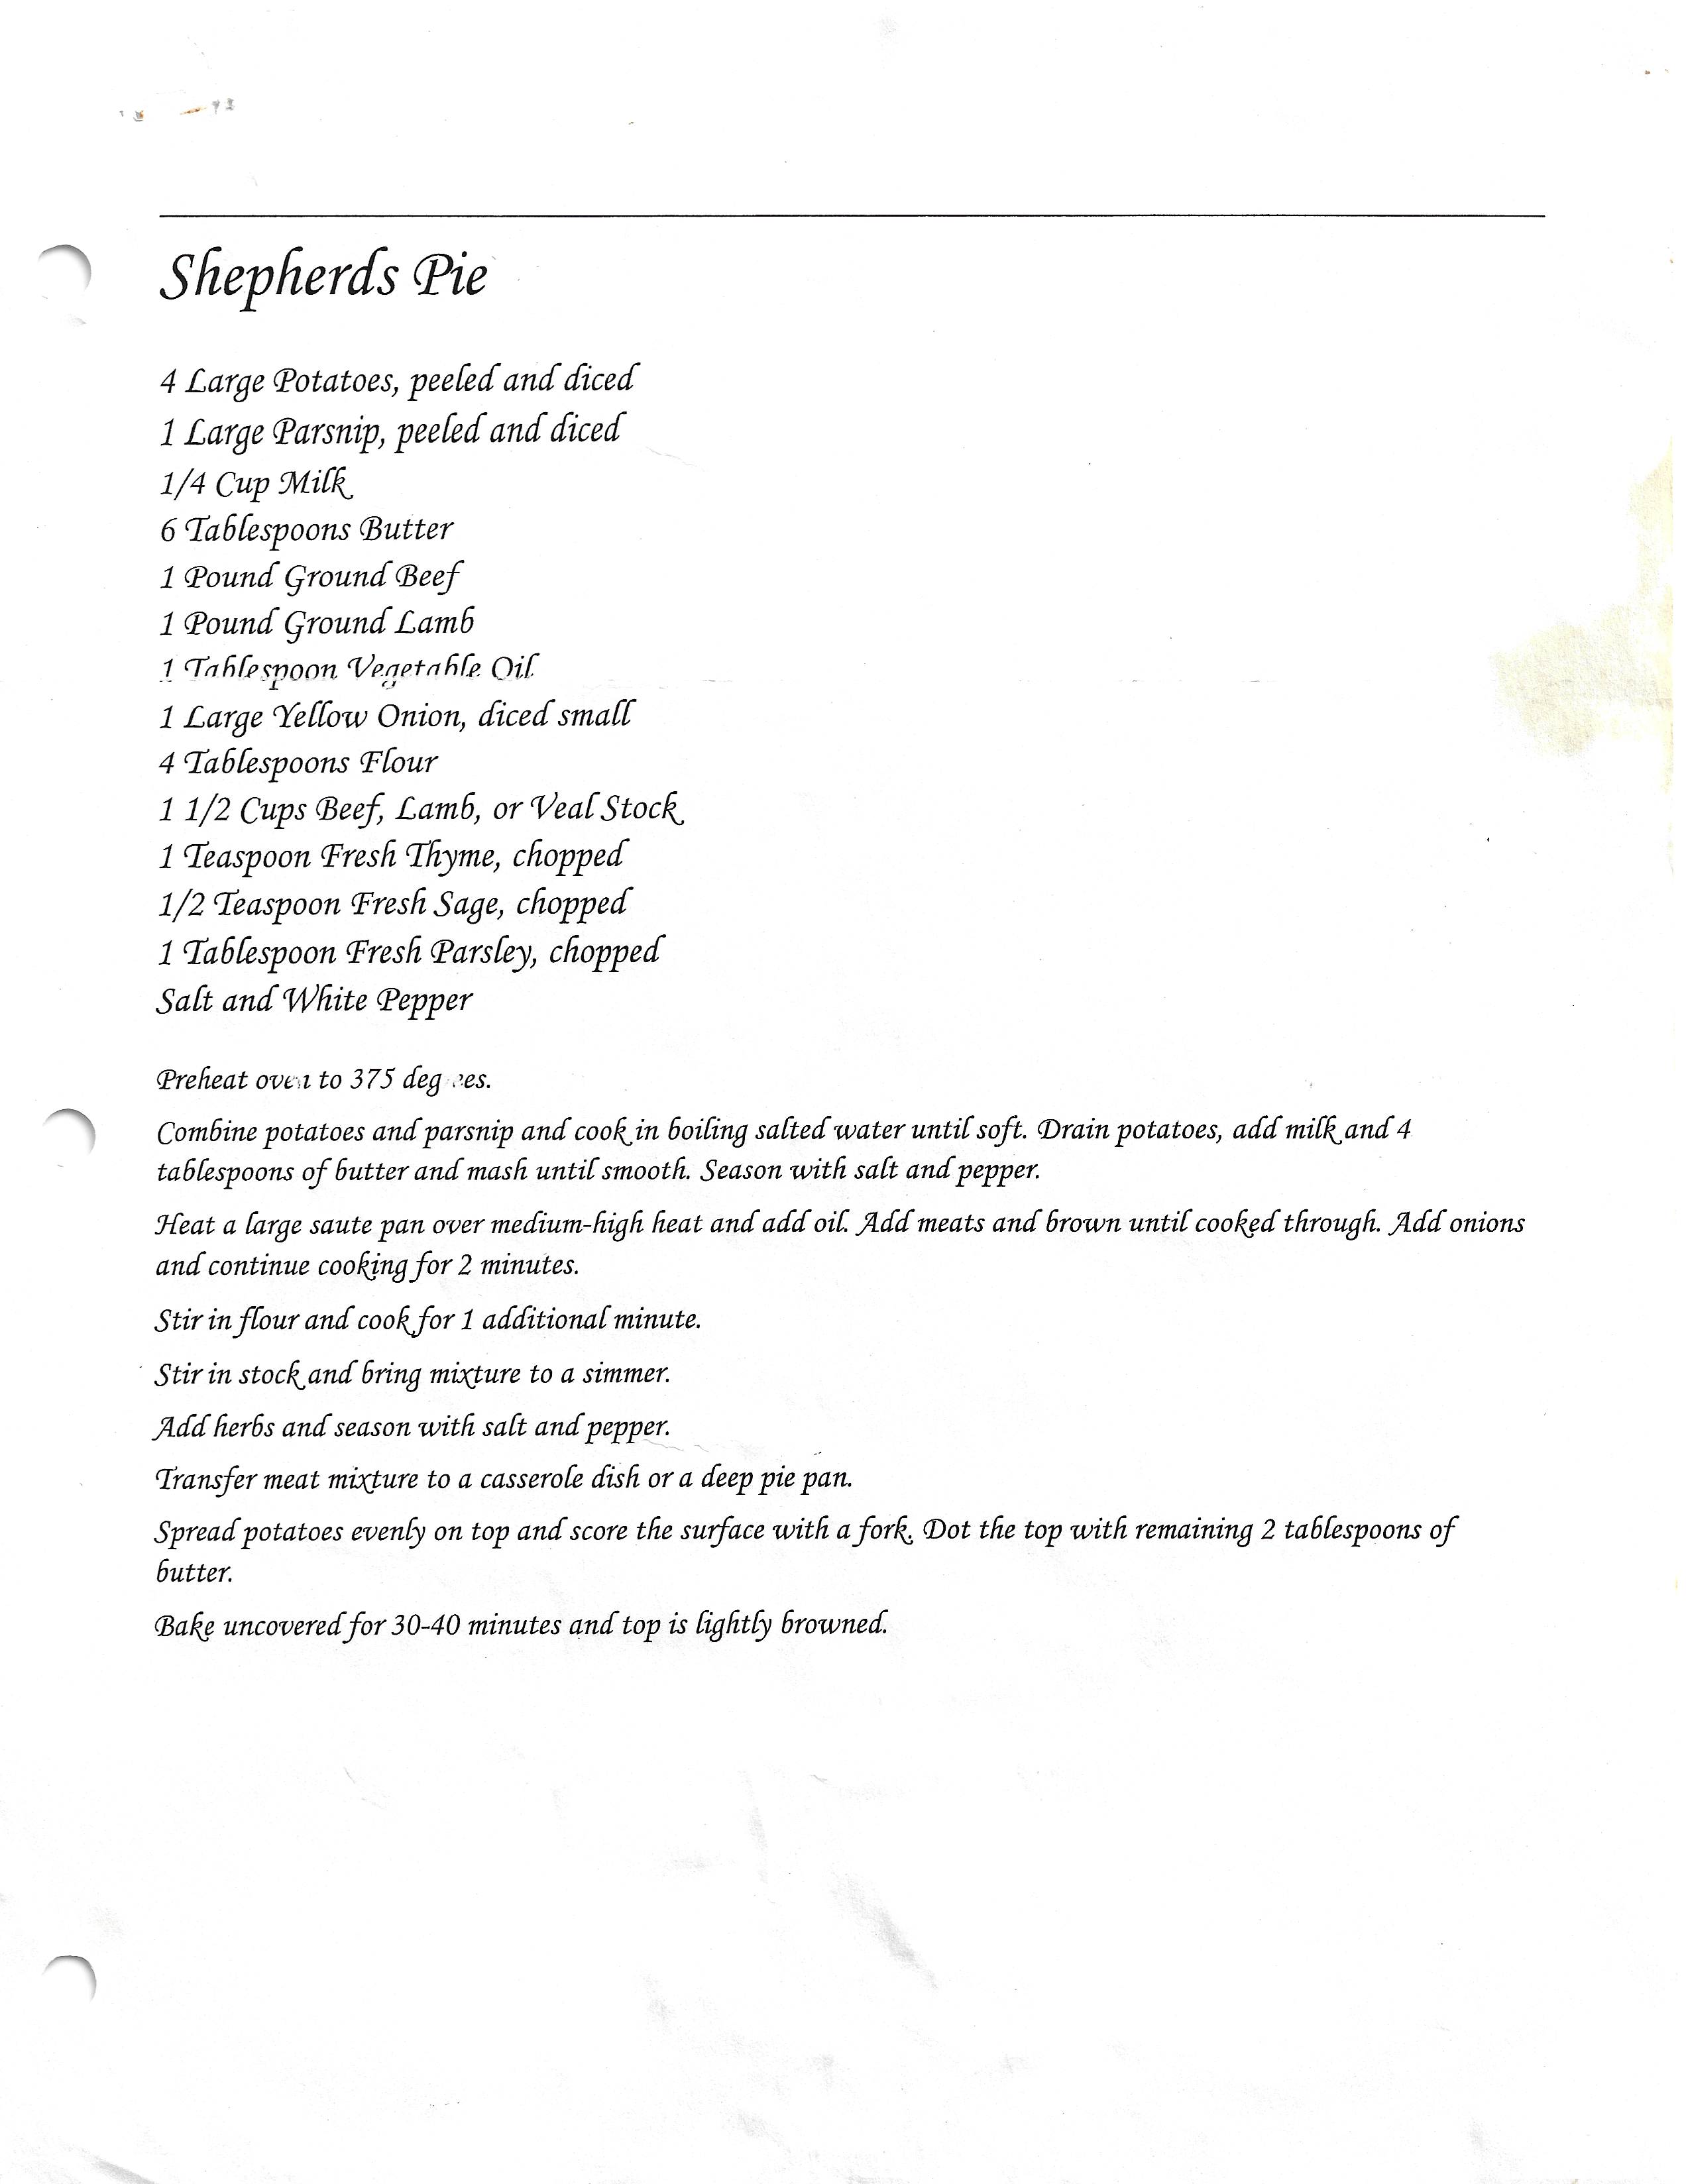 Shepherds Pie
4 Large Potatoes, peeled and diced
1 Large Parsnip, peeled and diced
1/4 Cup Milk
6 Tablespoons Butter
1 Pound Ground Beef
1 Pound Ground Lamb
1 Tablespoon Vegetable Oil
1 Large Yellow Onion, diced small
4 Tablespoons Flour
1 1/2 Cups Beef, Lamb, or Veal Stock
1 Teaspoon Fresh Thyme, chopped
1/2 Teaspoon Fresh Sage, chopped
1 Tablespoon Fresh Parsley, chopped
Salt and White Pepper
Preheat oven to 375 degrees.
Combine potatoes and parsnip and cook in boiling salted water until soft. Drain potatoes, add milk and 4
tablespoons of butter and mash until smooth. Season with salt and pepper.
Heat a large saute pan over medium-high heat and add oil. Add meats and brown until cooked through. Add onions
and continue cooking for 2 minutes.
Stir in flour and cook for 1 additional minute.
Stir in stock and bring mixture to a simmer.
Add herbs and season with salt and pepper.
Transfer meat mixture to a casserole dish or a deep pie pan.
Spread potatoes evenly on top and score the surface with a fork. Dot the top with remaining 2 tablespoons of
butter.
Bake uncovered for 30-40 minutes and top is lightly browned.